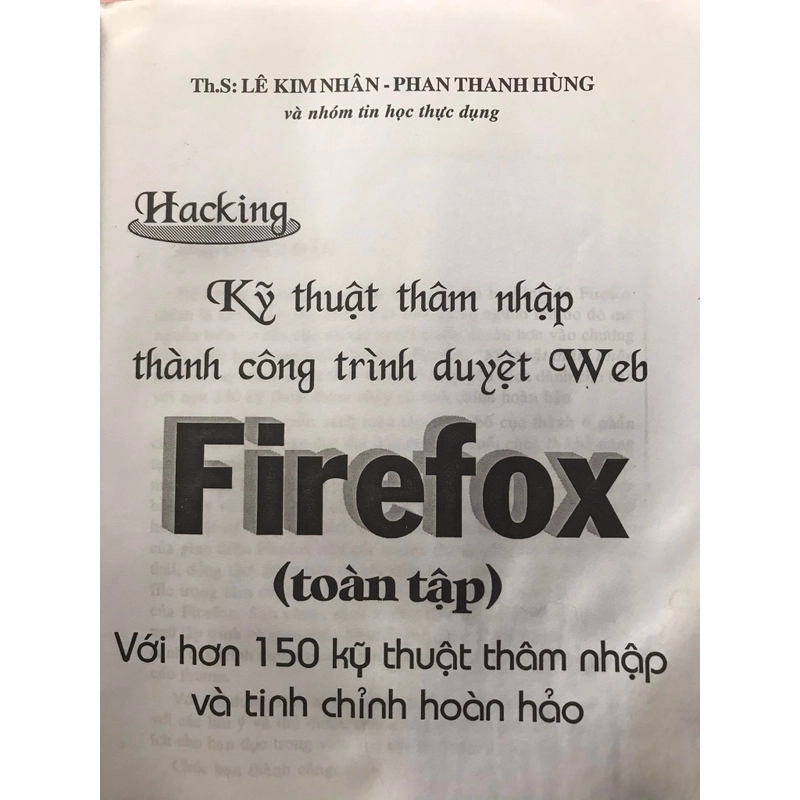 Th.S: LÊ KIM NHÂN - PHAN THANH HÙNG
và nhóm tin học thực dụng
Hacking
Kỹ thuật thâm nhập
thành công trình duyệt Web
Firefox
(toàn tập)
Với hơn 150 kỹ thuật thâm nhập
và tinh chỉnh hoàn hảo